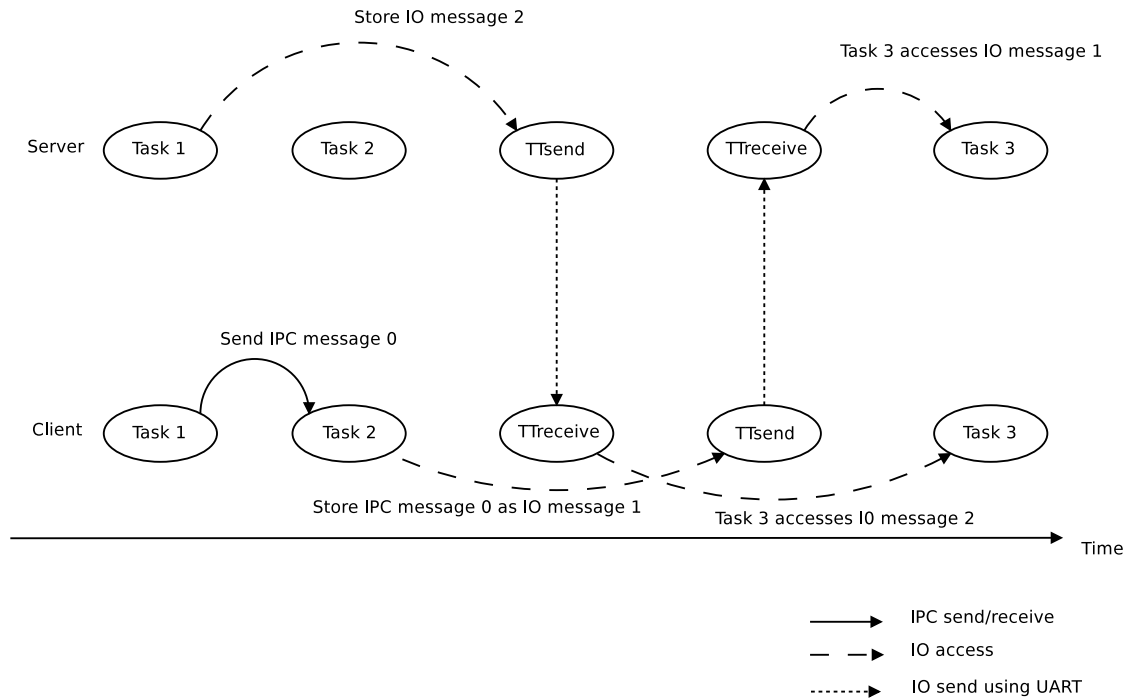 Store IO message 2
Task 3 accesses IO message 1
Server
Task 1
Task 2
TTsend
TTreceive
Task 3
Send IPC message 0
Client
Task 1
Task 2
TTreceive
TTsend
Task 3
Store IPC message 0 as IO message 1
Task 3 accesses I0 message 2
Time
IPC send/receive
IO access
IO send using UART